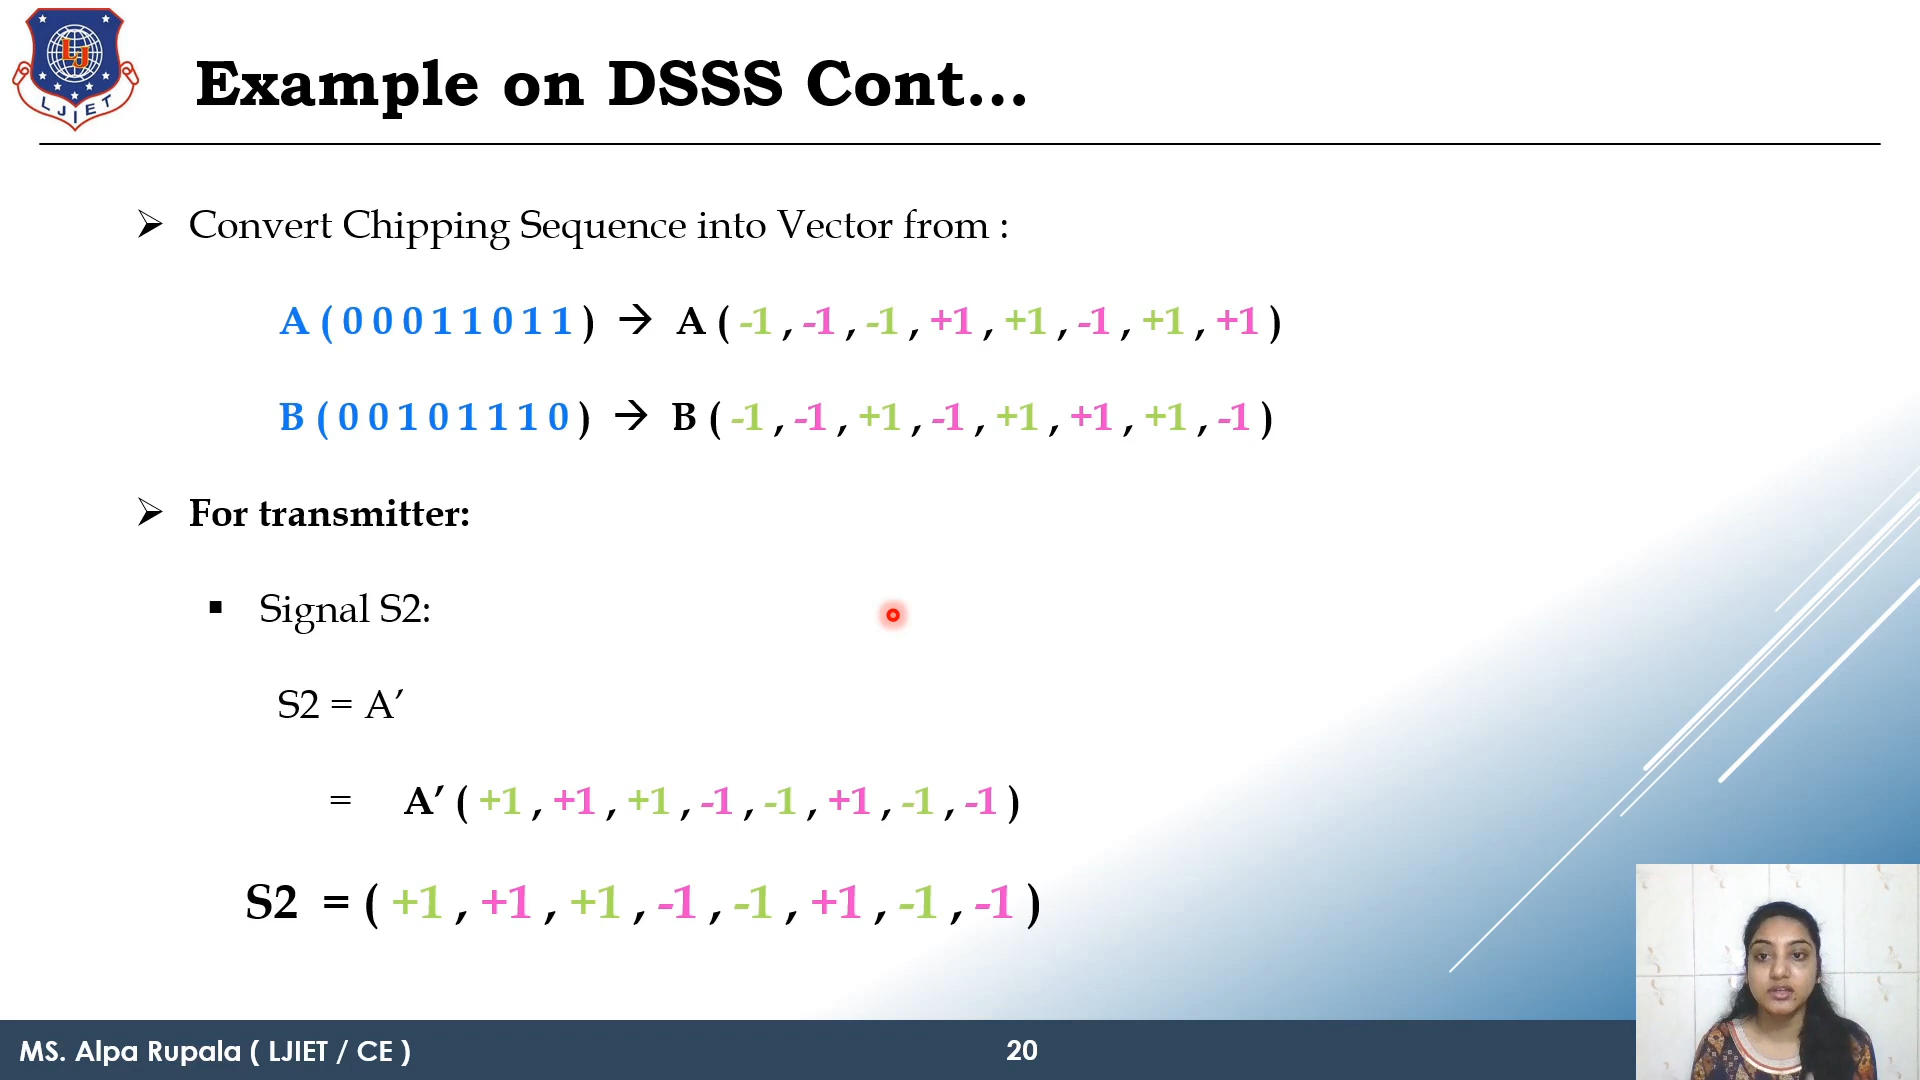 LJ
LJIET
Example on DSSS Cont...
Convert Chipping Sequence into Vector from :
A ( 0 0 0 1 1 0 1 1 ) → A ( -1 , -1 , -1 , +1 , +1 , -1 , +1 , +1 )
B ( 0 0 1 0 1 1 1 0 ) → B ( -1 , -1 , +1 , -1 , +1 , +1 , +1 , -1 )
For transmitter:
Signal S2:
S2 = A’
= A’ ( +1 , +1 , +1 , -1 , -1 , +1 , -1 , -1 )
S2 = ( +1 , +1 , +1 , -1 , -1 , +1 , -1 , -1 )
MS. Alpa Rupala ( LJIET / CE )
20